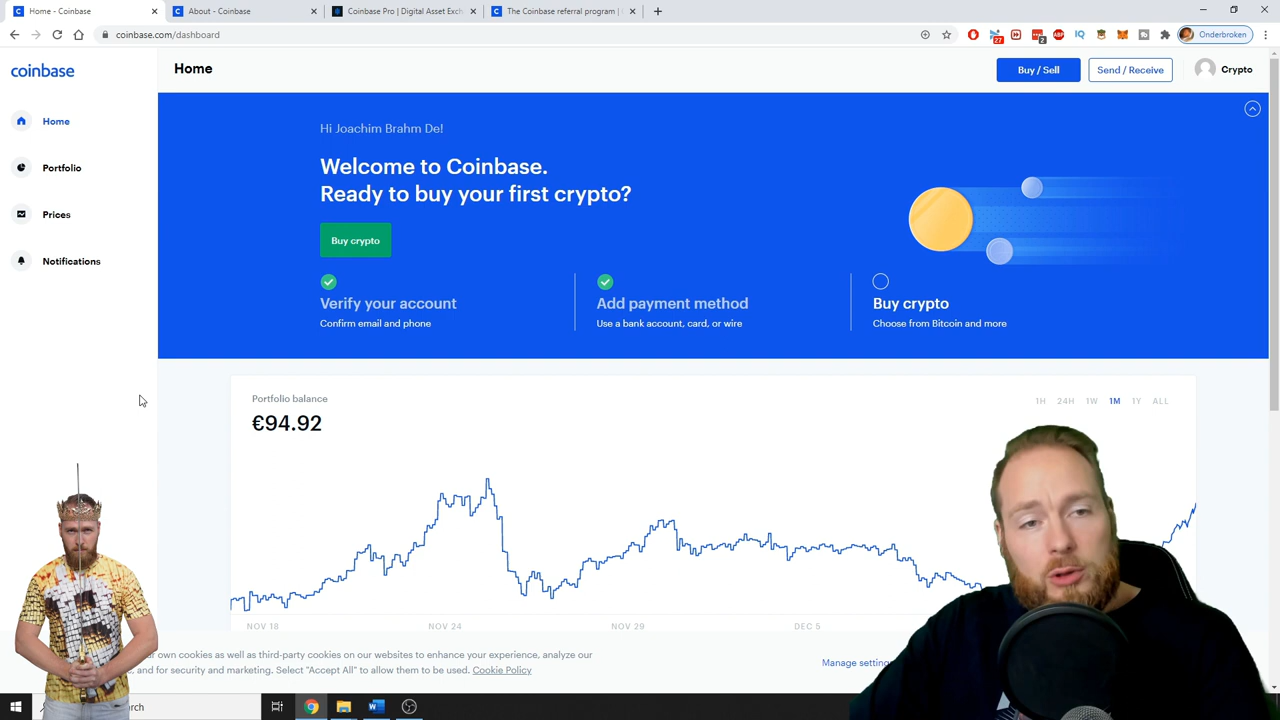 Home - Coinbase
About - Coinbase
Coinbase Pro | Digital Asset Exch
The Coinbase referral program |
coinbase.com/dashboard
27
2
ABP
IQ
Onderbroken
coinbase
Home
Buy / Sell
Send / Receive
Crypto
Home
Portfolio
Prices
Notifications
Hi Joachim Brahm De!
Welcome to Coinbase.
Ready to buy your first crypto?
Buy crypto
Verify your account
Confirm email and phone
Add payment method
Use a bank account, card, or wire
Buy crypto
Choose from Bitcoin and more
Portfolio balance
€94.92
1H 24H 1W 1M 1Y ALL
NOV 18 NOV 24 NOV 29 DEC 5
own cookies as well as third-party cookies on our websites to enhance your experience, analyze our
and for security and marketing. Select "Accept All" to allow them to be used. Cookie Policy
Manage settings